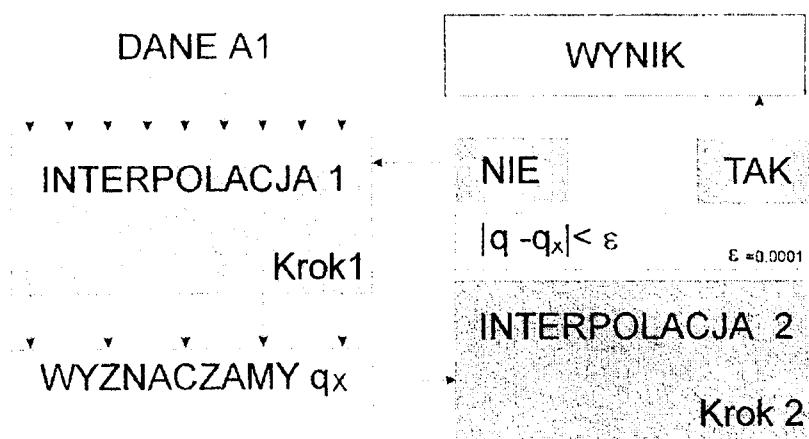 DANE A1
INTERPOLACJA 1
Krok1
WYZNACZAMY qx
WYNIK
NIE
TAK
|q -qx|< ε
ε =0.0001
INTERPOLACJA 2
Krok 2